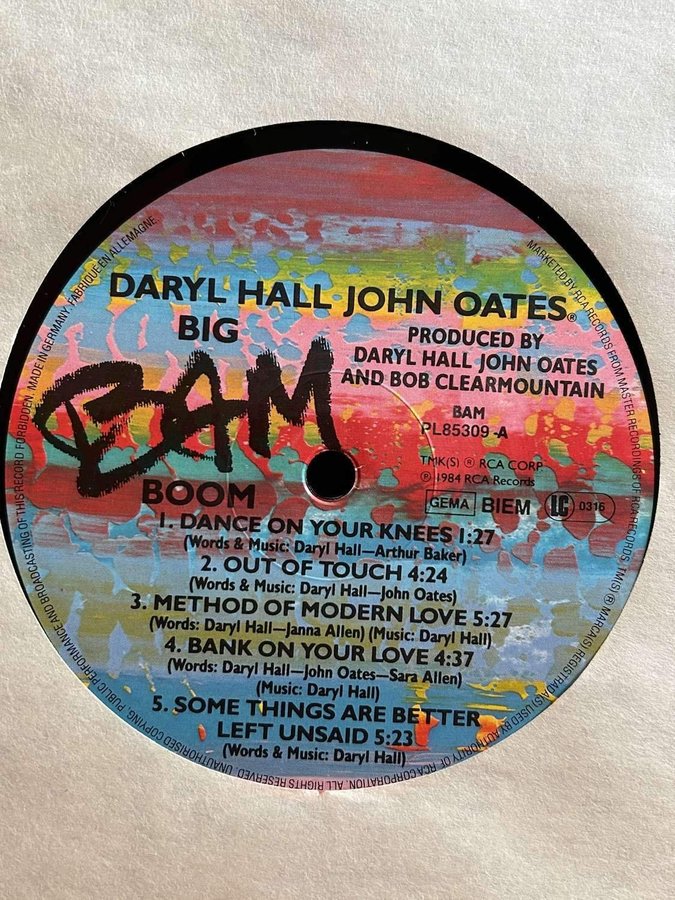 DARYL HALL JOHN OATES®
BIG
BAM
BOOM
PRODUCED BY
DARYL HALL JOHN OATES
AND BOB CLEARMOUNTAIN
BAM
PL85309-A
TMK(S) ® RCA CORP
℗ 1984 RCA Records
GEMA BIEM LC 0316
1. DANCE ON YOUR KNEES 1:27
(Words & Music: Daryl Hall—Arthur Baker)
2. OUT OF TOUCH 4:24
(Words & Music: Daryl Hall—John Oates)
3. METHOD OF MODERN LOVE 5:27
(Words: Daryl Hall—Janna Allen) (Music: Daryl Hall)
4. BANK ON YOUR LOVE 4:37
(Words: Daryl Hall—John Oates—Sara Allen)
(Music: Daryl Hall)
5. SOME THINGS ARE BETTER
LEFT UNSAID 5:23
(Words & Music: Daryl Hall)
MARKETED BY RCA RECORDS FROM MASTER RECORDINGS OF RCA RECORDS. TM(S) ® MARCA(S) REGISTRADA(S) USED BY AUTHORITY OF RCA CORPORATION. ALL RIGHTS RESERVED. UNAUTHORISED COPYING, PUBLIC PERFORMANCE AND BROADCASTING OF THIS RECORD FORBIDDEN. MADE IN GERMANY. FABRIQUÉ EN ALLEMAGNE.